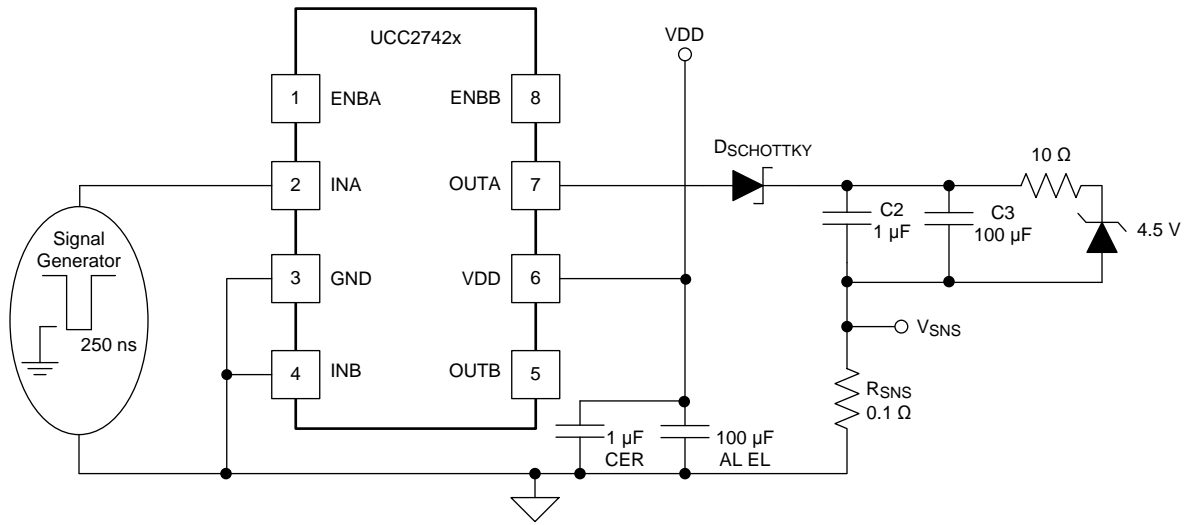 UCC2742x
VDD
1 ENBA
ENBB 8
DSCHOTTKY
10 Ω
2 INA
OUTA 7
C2
1 µF
C3
100 µF
4.5 V
Signal
Generator
250 ns
3 GND
VDD 6
VSNS
4 INB
OUTB 5
RSNS
0.1 Ω
1 µF
CER
100 µF
AL EL